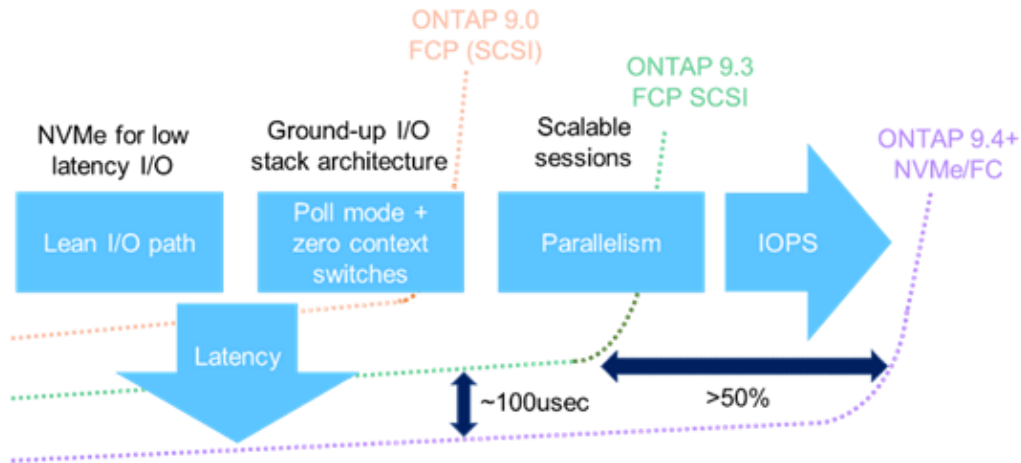 ONTAP 9.0
FCP (SCSI)
ONTAP 9.3
FCP SCSI
ONTAP 9.4+
NVMe/FC
NVMe for low
latency I/O
Ground-up I/O
stack architecture
Scalable
sessions
Lean I/O path
Poll mode +
zero context
switches
Parallelism
IOPS
Latency
~100usec
>50%